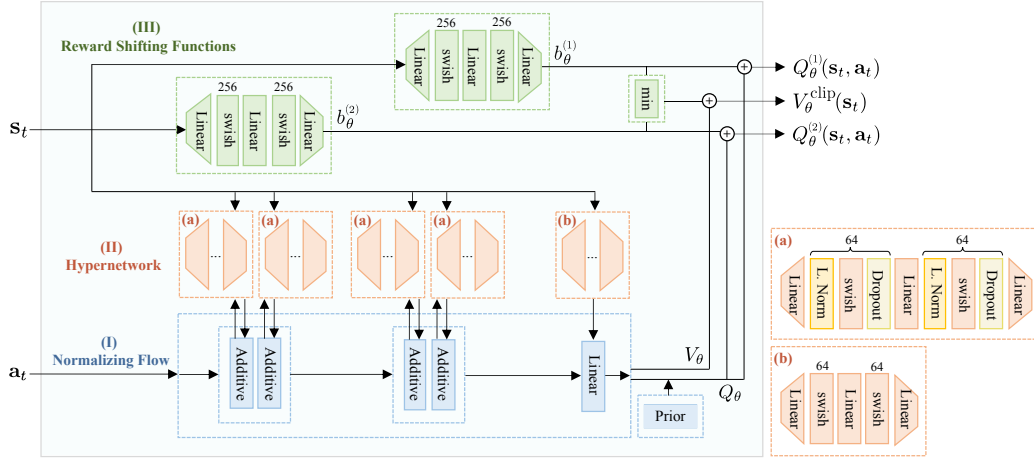 (III)
Reward Shifting Functions
256 256
Linear swish Linear swish Linear
b_θ^(1)
256 256
Linear swish Linear swish Linear
b_θ^(2)
min
+
+
+
Q_θ^(1)(s_t, a_t)
V_θ^clip(s_t)
Q_θ^(2)(s_t, a_t)
s_t
(II)
Hypernetwork
(a) ...
(a) ...
(a) ...
(a) ...
(b) ...
(I)
Normalizing Flow
a_t
Additive Additive
Additive Additive
Linear
V_θ
Q_θ
Prior
(a)
64 64
Linear L. Norm swish Dropout Linear L. Norm swish Dropout Linear
(b)
64 64
Linear swish Linear swish Linear